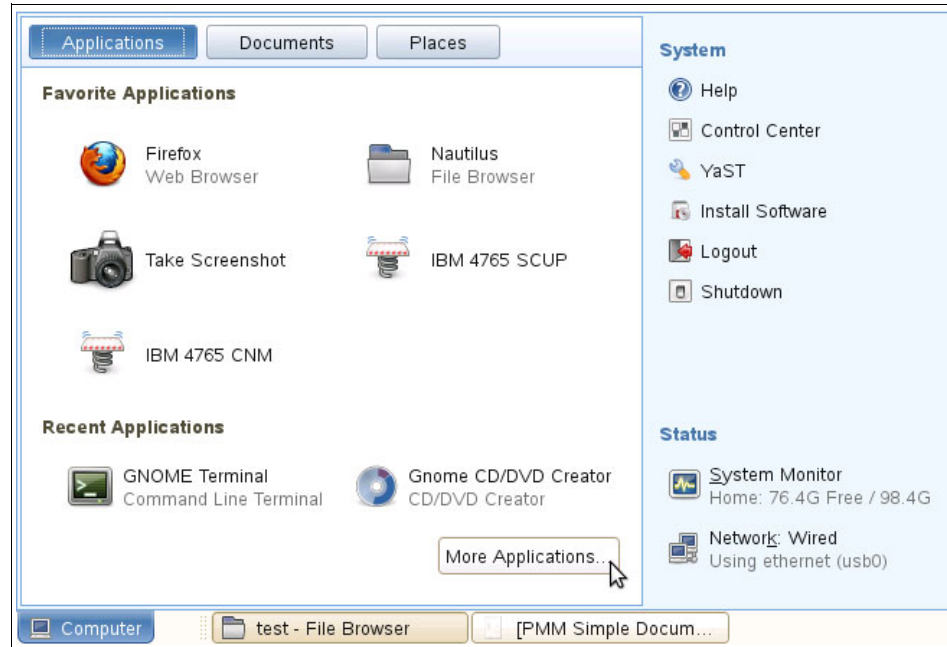 Applications
Documents
Places
Favorite Applications
Firefox
Web Browser
Nautilus
File Browser
Take Screenshot
IBM 4765 SCUP
IBM 4765 CNM
Recent Applications
GNOME Terminal
Command Line Terminal
Gnome CD/DVD Creator
CD/DVD Creator
More Applications...
System
Help
Control Center
YaST
Install Software
Logout
Shutdown
Status
System Monitor
Home: 76.4G Free / 98.4G
Network: Wired
Using ethernet (usb0)
Computer
test - File Browser
[PMM Simple Docum...